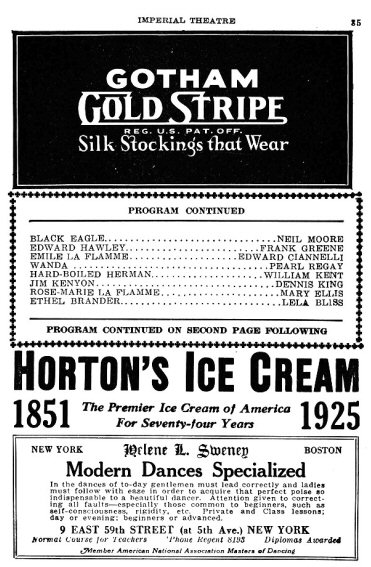 IMPERIAL THEATRE 35
GOTHAM
GOLD STRIPE
REG. U.S. PAT. OFF.
Silk Stockings that Wear
PROGRAM CONTINUED
BLACK EAGLE............................NEIL MOORE
EDWARD HAWLEY............................FRANK GREENE
EMILE LA FLAMME....................EDWARD CIANNELLI
WANDA ..............................PEARL REGAY
HARD-BOILED HERMAN...................WILLIAM KENT
JIM KENYON............................DENNIS KING
ROSE-MARIE LA FLAMME....................MARY ELLIS
ETHEL BRANDER............................LELA BLISS
PROGRAM CONTINUED ON SECOND PAGE FOLLOWING
HORTON'S ICE CREAM
1851 The Premier Ice Cream of America 1925
For Seventy-four Years
NEW YORK Helene L. Sweney BOSTON
Modern Dances Specialized
In the dances of to-day gentlemen must lead correctly and ladies
must follow with ease in order to acquire that perfect poise so
indispensable to a beautiful dancer. Attention given to correct-
ing all faults—especially those common to beginners, such as
self-consciousness, rigidity, etc. Private and Class lessons;
day or evening; beginners or advanced.
9 EAST 59th STREET (at 5th Ave.) NEW YORK
Normal Course for Teachers 'Phone Regent 8193 Diplomas Awarded
Member American National Association Masters of Dancing